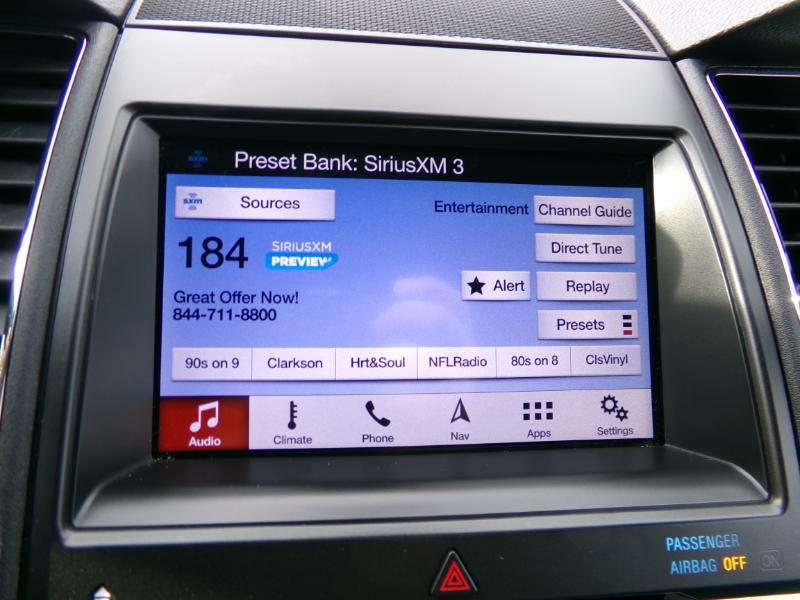 sxm
Preset Bank: SiriusXM 3
sxm
Sources
Entertainment
Channel Guide
184
SIRIUSXM
PREVIEW
Direct Tune
Alert
Replay
Great Offer Now!
844-711-8800
Presets
90s on 9
Clarkson
Hrt&Soul
NFLRadio
80s on 8
ClsVinyl
Audio
Climate
Phone
Nav
Apps
Settings
PASSENGER
AIRBAG OFF
ON